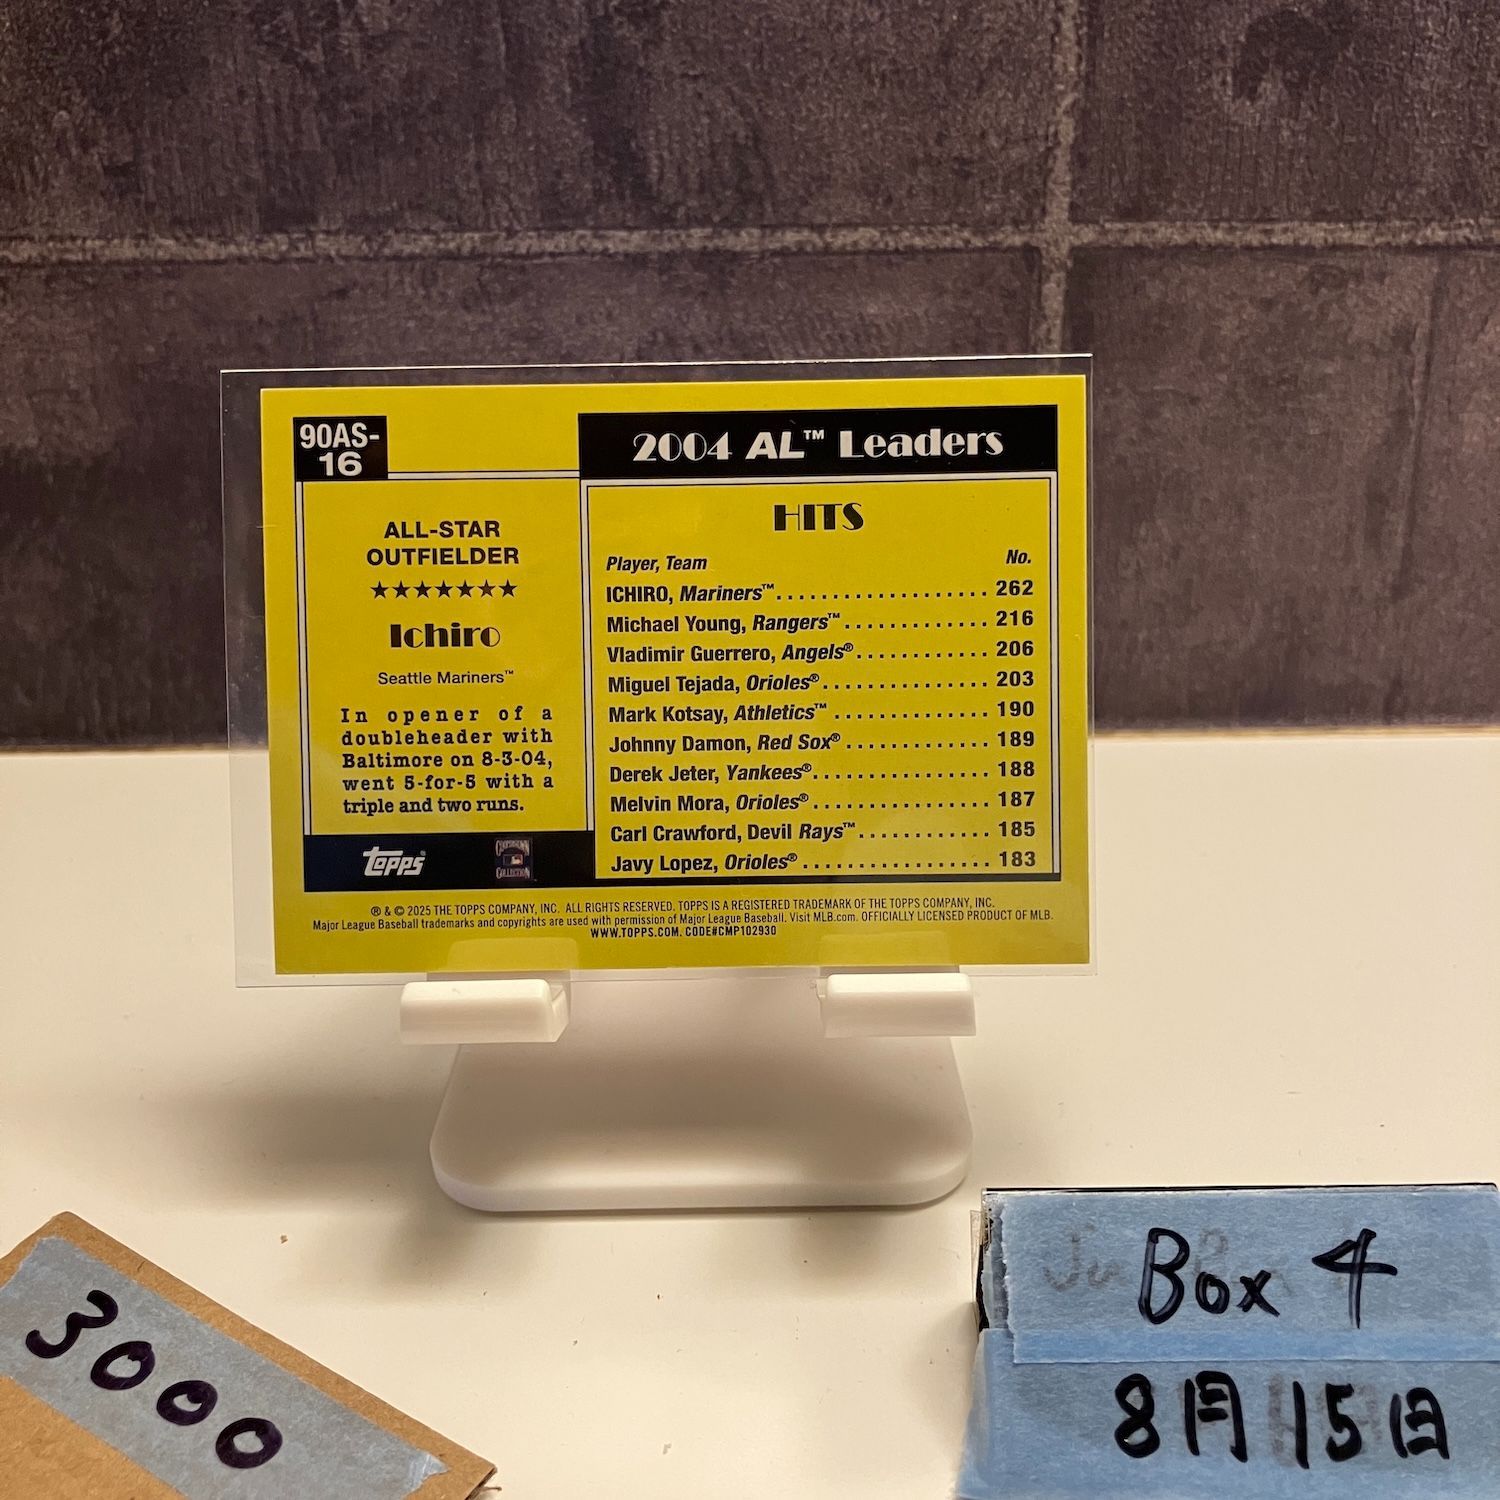 90AS-
16
ALL-STAR
OUTFIELDER
★★★★★★★
Ichiro
Seattle Mariners™
In opener of a
doubleheader with
Baltimore on 8-3-04,
went 5-for-5 with a
triple and two runs.
topps®
COOPERSTOWN
COLLECTION
2004 AL™ Leaders
HITS
Player, Team No.
ICHIRO, Mariners™................... 262
Michael Young, Rangers™............. 216
Vladimir Guerrero, Angels®............ 206
Miguel Tejada, Orioles®............... 203
Mark Kotsay, Athletics™ .............. 190
Johnny Damon, Red Sox®............. 189
Derek Jeter, Yankees®................ 188
Melvin Mora, Orioles®................ 187
Carl Crawford, Devil Rays™............ 185
Javy Lopez, Orioles®................. 183
® & © 2025 THE TOPPS COMPANY, INC. ALL RIGHTS RESERVED. TOPPS IS A REGISTERED TRADEMARK OF THE TOPPS COMPANY, INC.
Major League Baseball trademarks and copyrights are used with permission of Major League Baseball. Visit MLB.com. OFFICIALLY LICENSED PRODUCT OF MLB.
WWW.TOPPS.COM. CODE#CMP102930
3000
Box 4
8月15日